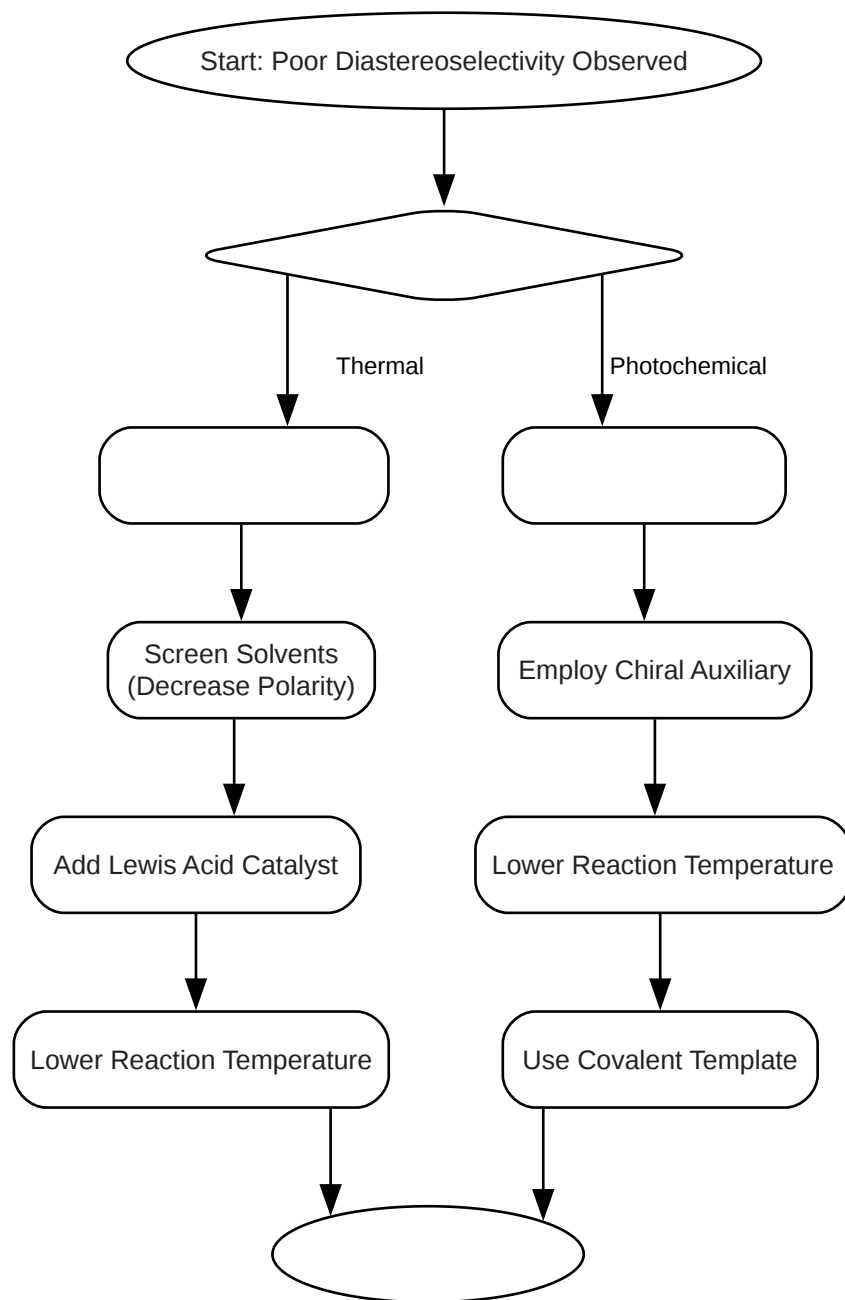 Start: Poor Diastereoselectivity Observed
Thermal
Photochemical
Screen Solvents
(Decrease Polarity)
Employ Chiral Auxiliary
Add Lewis Acid Catalyst
Lower Reaction Temperature
Lower Reaction Temperature
Use Covalent Template